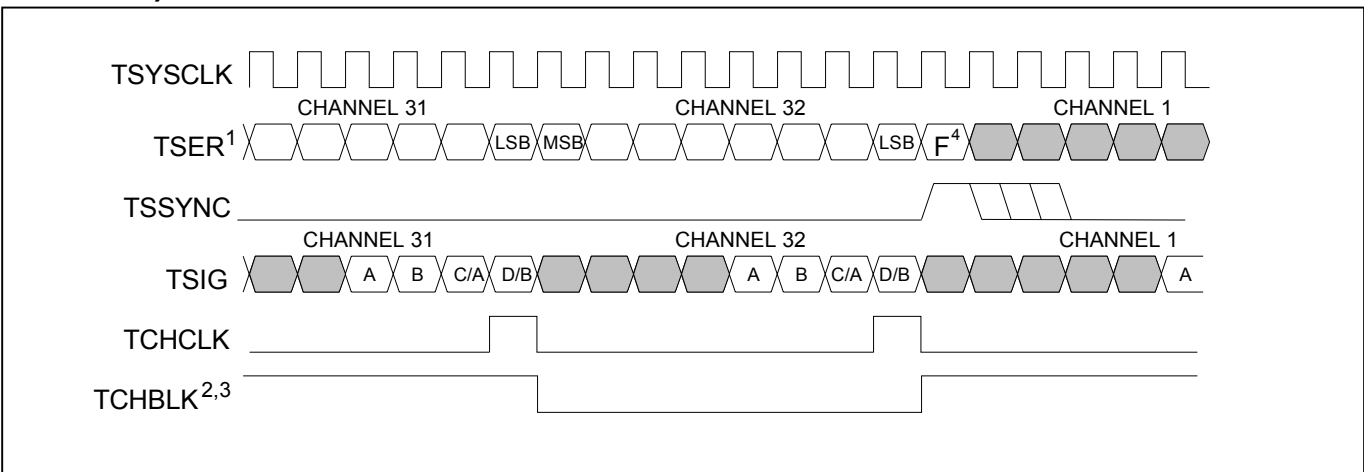 TSYSCLK
CHANNEL 31 CHANNEL 32 CHANNEL 1
TSER1 LSB MSB LSB F4
TSSYNC
CHANNEL 31 CHANNEL 32 CHANNEL 1
TSIG A B C/A D/B A B C/A D/B A
TCHCLK
TCHBLK2,3